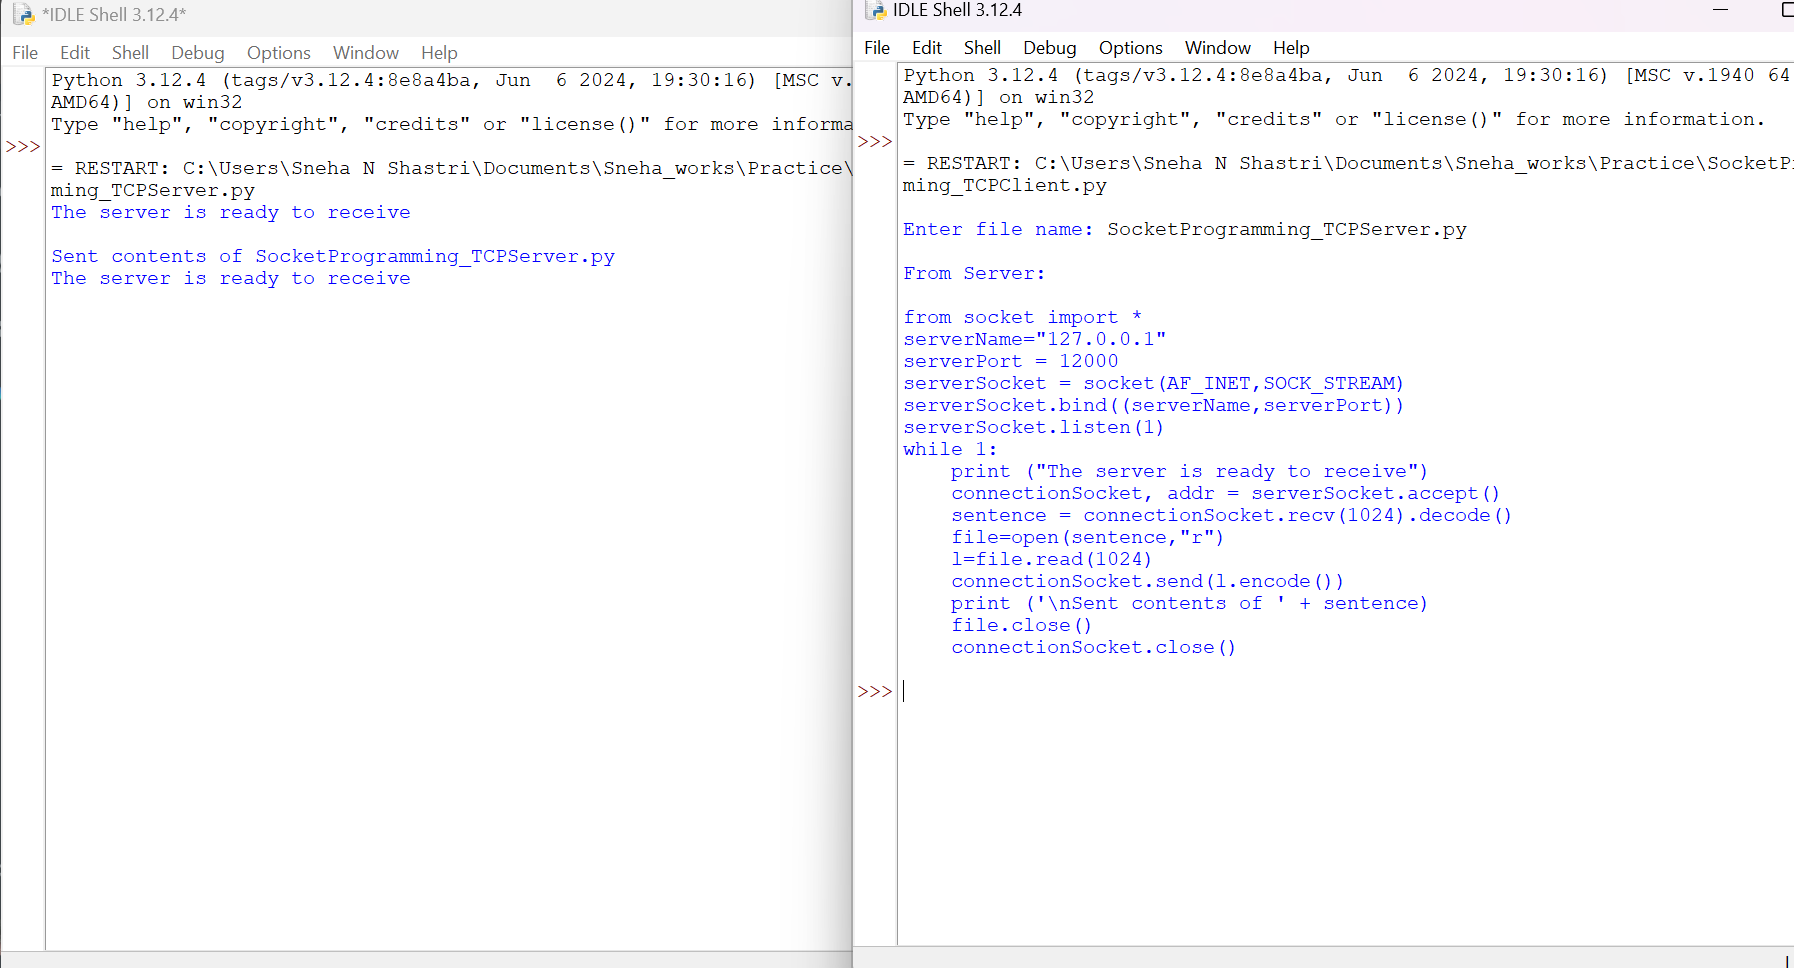 *IDLE Shell 3.12.4*
File Edit Shell Debug Options Window Help
Python 3.12.4 (tags/v3.12.4:8e8a4ba, Jun  6 2024, 19:30:16) [MSC v.
AMD64)] on win32
Type "help", "copyright", "credits" or "license()" for more informa
>>>
= RESTART: C:\Users\Sneha N Shastri\Documents\Sneha_works\Practice\
ming_TCPServer.py
The server is ready to receive
Sent contents of SocketProgramming_TCPServer.py
The server is ready to receive
IDLE Shell 3.12.4
File Edit Shell Debug Options Window Help
Python 3.12.4 (tags/v3.12.4:8e8a4ba, Jun  6 2024, 19:30:16) [MSC v.1940 64
AMD64)] on win32
Type "help", "copyright", "credits" or "license()" for more information.
>>>
= RESTART: C:\Users\Sneha N Shastri\Documents\Sneha_works\Practice\SocketP
ming_TCPClient.py
Enter file name: SocketProgramming_TCPServer.py
From Server:
from socket import *
serverName="127.0.0.1"
serverPort = 12000
serverSocket = socket(AF_INET,SOCK_STREAM)
serverSocket.bind((serverName,serverPort))
serverSocket.listen(1)
while 1:
    print ("The server is ready to receive")
    connectionSocket, addr = serverSocket.accept()
    sentence = connectionSocket.recv(1024).decode()
    file=open(sentence,"r")
    l=file.read(1024)
    connectionSocket.send(l.encode())
    print ('\nSent contents of ' + sentence)
    file.close()
    connectionSocket.close()
>>>